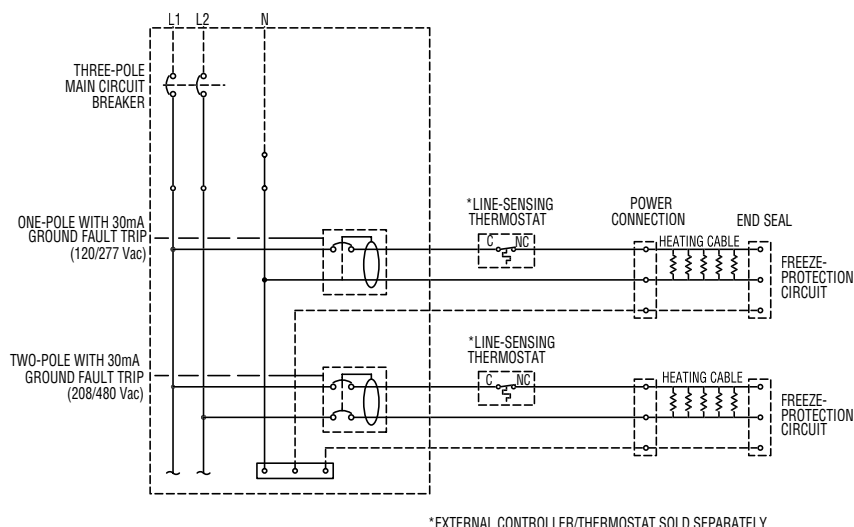 L1 L2 N
THREE-POLE
MAIN CIRCUIT
BREAKER
ONE-POLE WITH 30mA
GROUND FAULT TRIP
(120/277 Vac)
*LINE-SENSING
THERMOSTAT
C NC
POWER
CONNECTION
END SEAL
HEATING CABLE
FREEZE-
PROTECTION
CIRCUIT
TWO-POLE WITH 30mA
GROUND FAULT TRIP
(208/480 Vac)
*LINE-SENSING
THERMOSTAT
C NC
HEATING CABLE
FREEZE-
PROTECTION
CIRCUIT
*EXTERNAL CONTROLLER/THERMOSTAT SOLD SEPARATELY